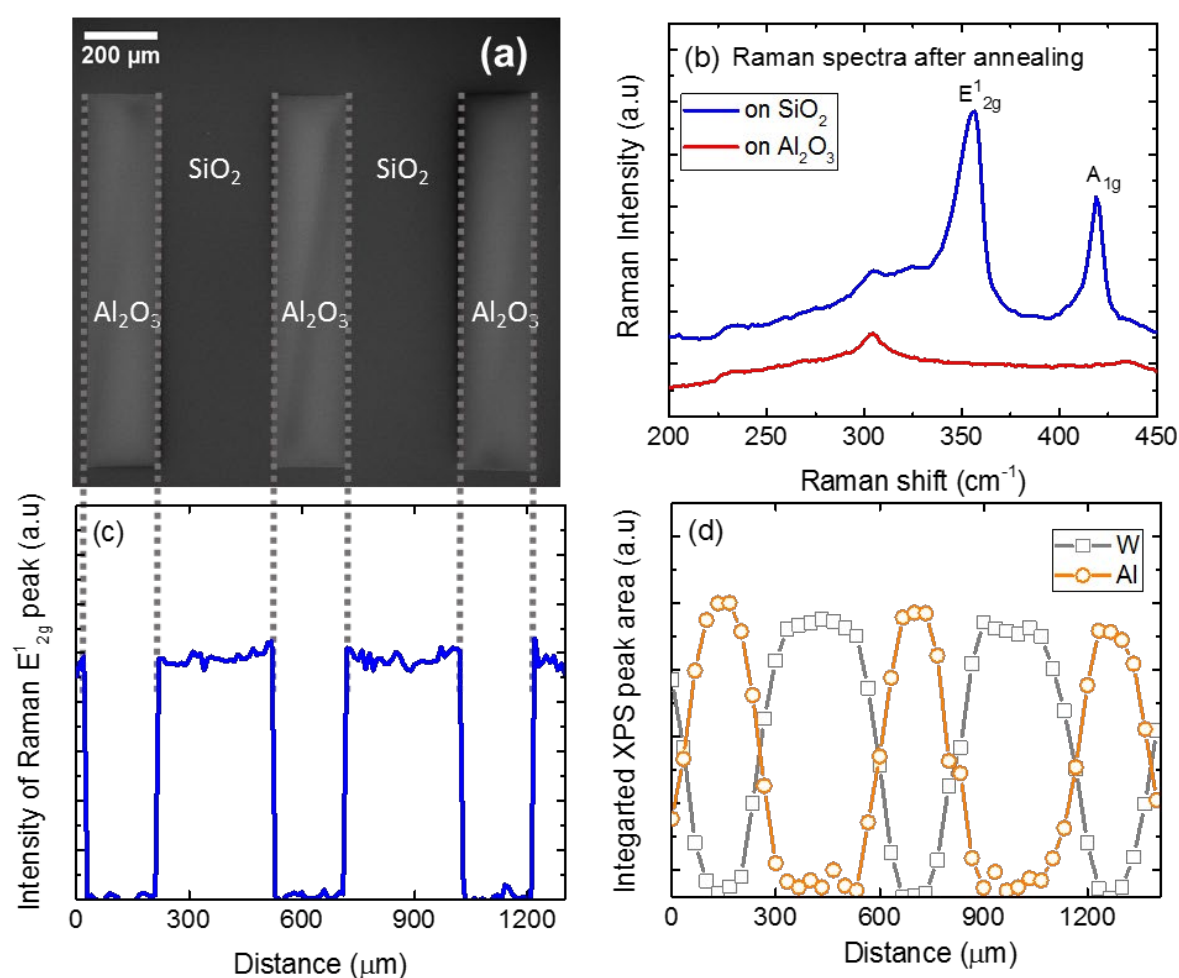 200 µm
(a)
SiO₂
SiO₂
Al₂O₃
Al₂O₃
Al₂O₃
(b) Raman spectra after annealing
on SiO₂
on Al₂O₃
E¹₂g
A₁g
Raman Intensity (a.u)
200 250 300 350 400 450
Raman shift (cm⁻¹)
(c)
Intensity of Raman E¹₂g peak (a.u)
0 300 600 900 1200
Distance (µm)
(d)
W
Al
Integarted XPS peak area (a.u)
0 300 600 900 1200
Distance (µm)